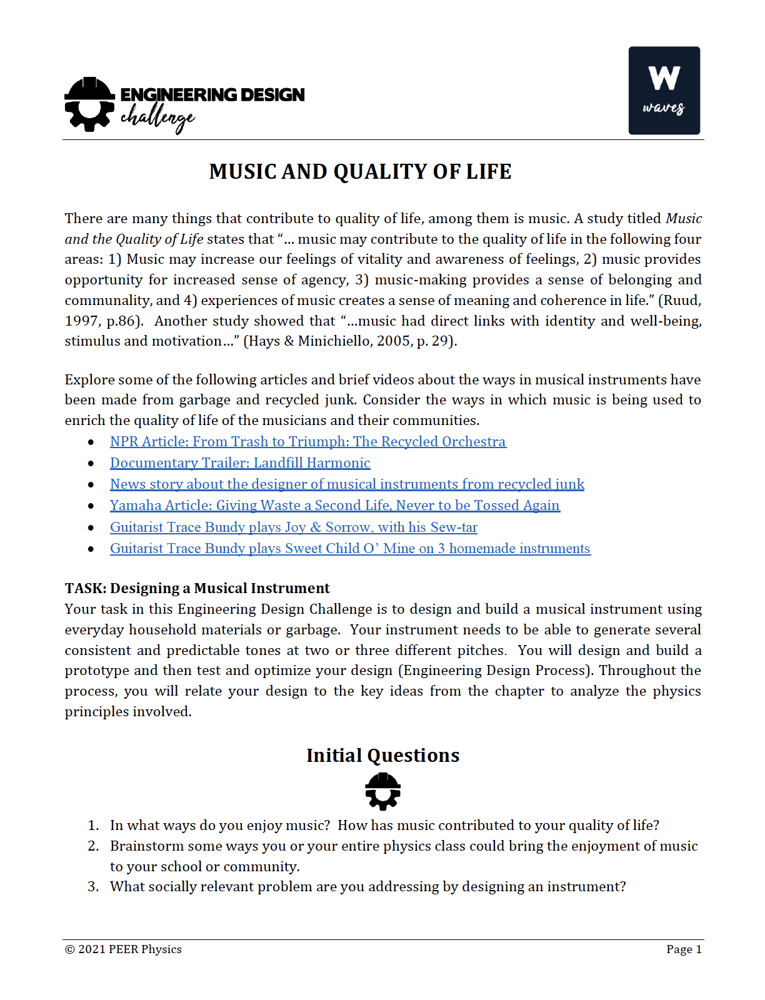 ENGINEERING DESIGN
challenge
W
waves
MUSIC AND QUALITY OF LIFE
There are many things that contribute to quality of life, among them is music. A study titled Music
and the Quality of Life states that “… music may contribute to the quality of life in the following four
areas: 1) Music may increase our feelings of vitality and awareness of feelings, 2) music provides
opportunity for increased sense of agency, 3) music-making provides a sense of belonging and
communality, and 4) experiences of music creates a sense of meaning and coherence in life.” (Ruud,
1997, p.86).  Another study showed that “…music had direct links with identity and well-being,
stimulus and motivation…” (Hays & Minichiello, 2005, p. 29).
Explore some of the following articles and brief videos about the ways in musical instruments have
been made from garbage and recycled junk. Consider the ways in which music is being used to
enrich the quality of life of the musicians and their communities.
• NPR Article: From Trash to Triumph: The Recycled Orchestra
• Documentary Trailer: Landfill Harmonic
• News story about the designer of musical instruments from recycled junk
• Yamaha Article: Giving Waste a Second Life, Never to be Tossed Again
• Guitarist Trace Bundy plays Joy & Sorrow, with his Sew-tar
• Guitarist Trace Bundy plays Sweet Child O’ Mine on 3 homemade instruments
TASK: Designing a Musical Instrument
Your task in this Engineering Design Challenge is to design and build a musical instrument using
everyday household materials or garbage.  Your instrument needs to be able to generate several
consistent and predictable tones at two or three different pitches.  You will design and build a
prototype and then test and optimize your design (Engineering Design Process). Throughout the
process, you will relate your design to the key ideas from the chapter to analyze the physics
principles involved.
Initial Questions
1. In what ways do you enjoy music?  How has music contributed to your quality of life?
2. Brainstorm some ways you or your entire physics class could bring the enjoyment of music
to your school or community.
3. What socially relevant problem are you addressing by designing an instrument?
© 2021 PEER Physics
Page 1